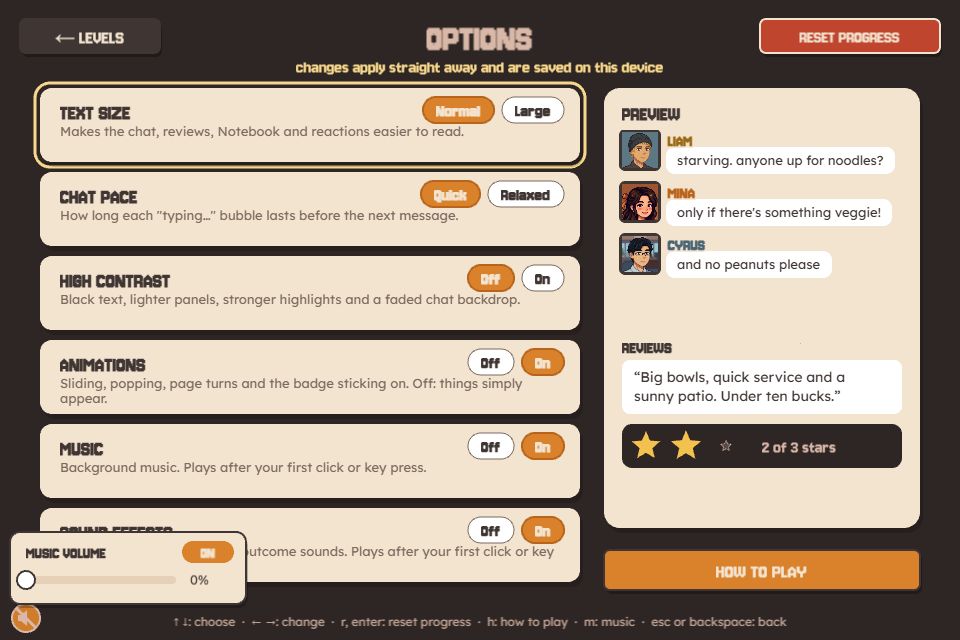 ← LEVELS
OPTIONS
RESET PROGRESS
changes apply straight away and are saved on this device
TEXT SIZE
Normal
Large
Makes the chat, reviews, Notebook and reactions easier to read.
CHAT PACE
Quick
Relaxed
How long each "typing…" bubble lasts before the next message.
HIGH CONTRAST
Off
On
Black text, lighter panels, stronger highlights and a faded chat backdrop.
ANIMATIONS
Off
On
Sliding, popping, page turns and the badge sticking on. Off: things simply
appear.
MUSIC
Off
On
Background music. Plays after your first click or key press.
SOUND EFFECTS
Off
On
outcome sounds. Plays after your first click or key
MUSIC VOLUME
ON
0%
PREVIEW
LIAM
starving. anyone up for noodles?
MINA
only if there's something veggie!
CYRUS
and no peanuts please
REVIEWS
“Big bowls, quick service and a
sunny patio. Under ten bucks.”
2 of 3 stars
HOW TO PLAY
↑ ↓: choose · ← →: change · r, enter: reset progress · h: how to play · m: music · esc or backspace: back